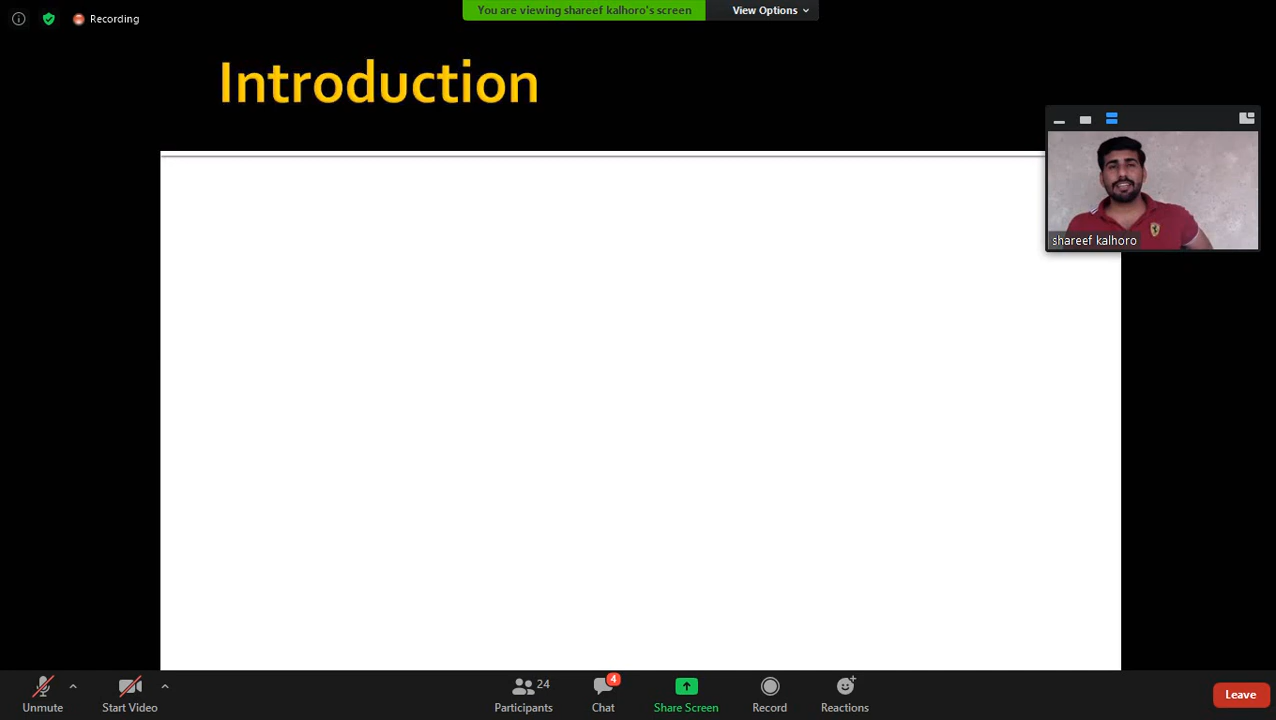 Recording
You are viewing shareef kalhoro's screen
View Options
Introduction
shareef kalhoro
Unmute
Start Video
24
Participants
4
Chat
Share Screen
Record
Reactions
Leave